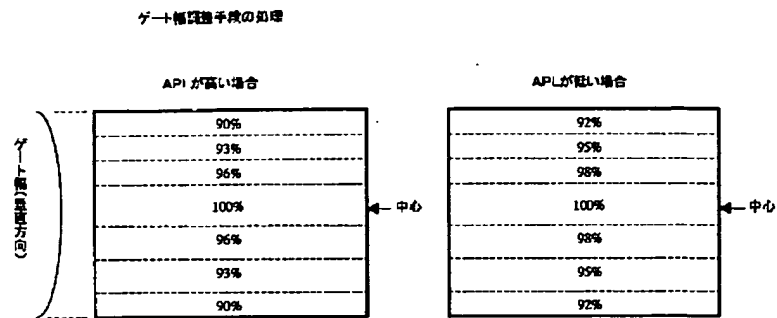 ゲート幅調整手段の処理
APLが高い場合
90%
93%
96%
100%
96%
93%
90%
ゲート幅(垂直方向)
中心
APLが低い場合
92%
95%
98%
100%
98%
95%
92%
中心